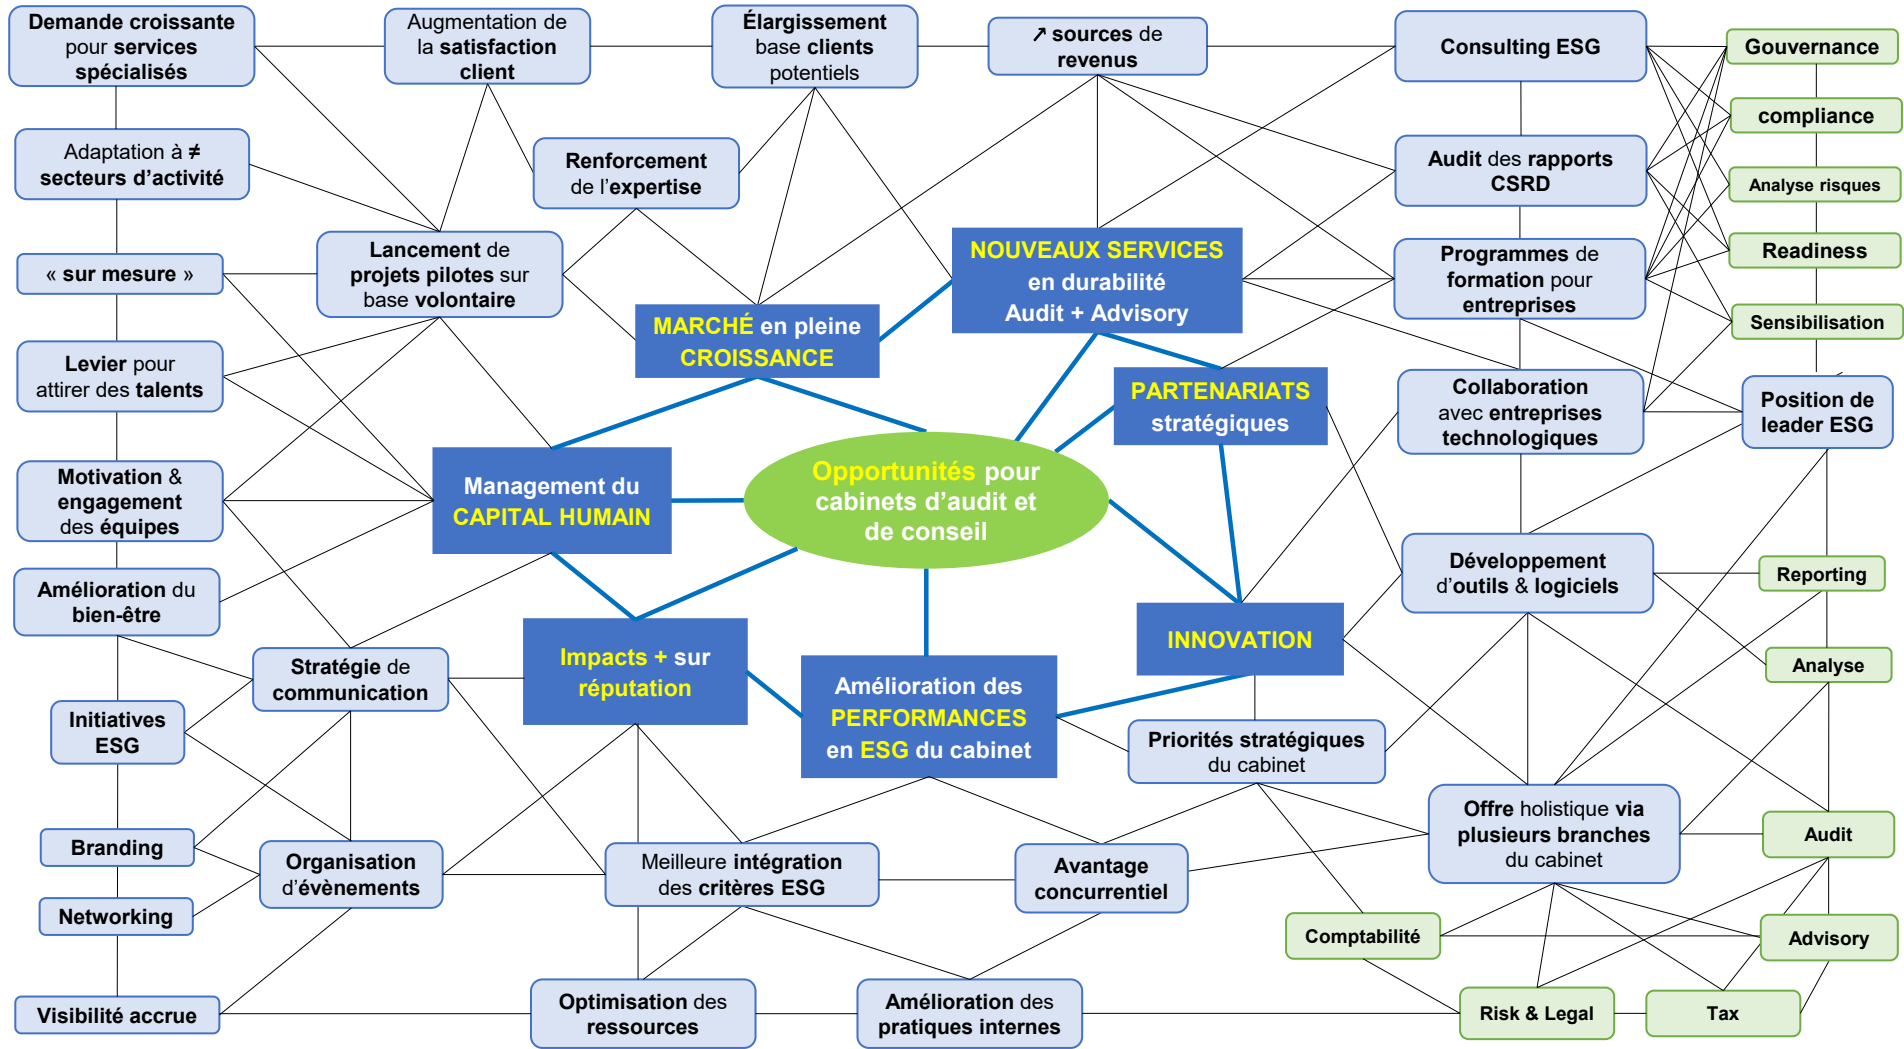 Demande croissante
pour services
spécialisés
Augmentation de
la satisfaction
client
Élargissement
base clients
potentiels
↗ sources de
revenus
Consulting ESG
Gouvernance
compliance
Adaptation à ≠
secteurs d’activité
Renforcement
de l’expertise
Audit des rapports
CSRD
Analyse risques
« sur mesure »
Lancement de
projets pilotes sur
base volontaire
NOUVEAUX SERVICES
en durabilité
Audit + Advisory
Programmes de
formation pour
entreprises
Readiness
Sensibilisation
MARCHÉ en pleine
CROISSANCE
Levier pour
attirer des talents
PARTENARIATS
stratégiques
Collaboration
avec entreprises
technologiques
Position de
leader ESG
Motivation &
engagement
des équipes
Management du
CAPITAL HUMAIN
Opportunités pour
cabinets d’audit et
de conseil
Développement
d’outils & logiciels
Reporting
Amélioration du
bien-être
Stratégie de
communication
Impacts + sur
réputation
Amélioration des
PERFORMANCES
en ESG du cabinet
INNOVATION
Analyse
Initiatives
ESG
Priorités stratégiques
du cabinet
Branding
Organisation
d’évènements
Meilleure intégration
des critères ESG
Avantage
concurrentiel
Offre holistique via
plusieurs branches
du cabinet
Audit
Networking
Comptabilité
Advisory
Visibilité accrue
Optimisation des
ressources
Amélioration des
pratiques internes
Risk & Legal
Tax